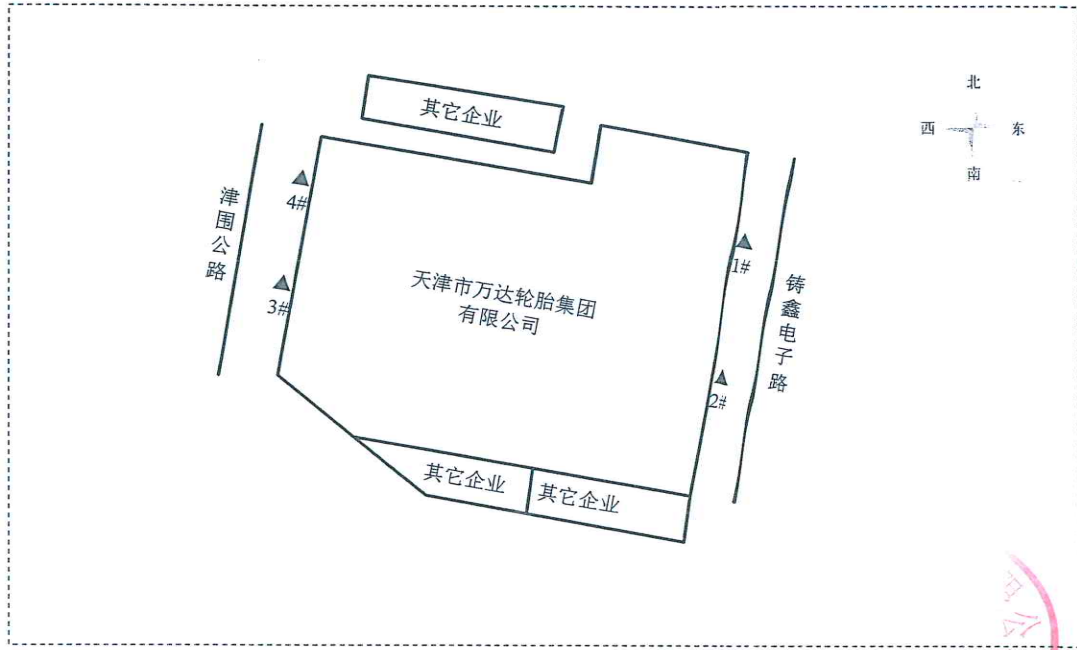 北
西
东
南
其它企业
津围公路
4#
3#
1#
2#
天津市万达轮胎集团
有限公司
铸鑫电子路
其它企业
其它企业
公